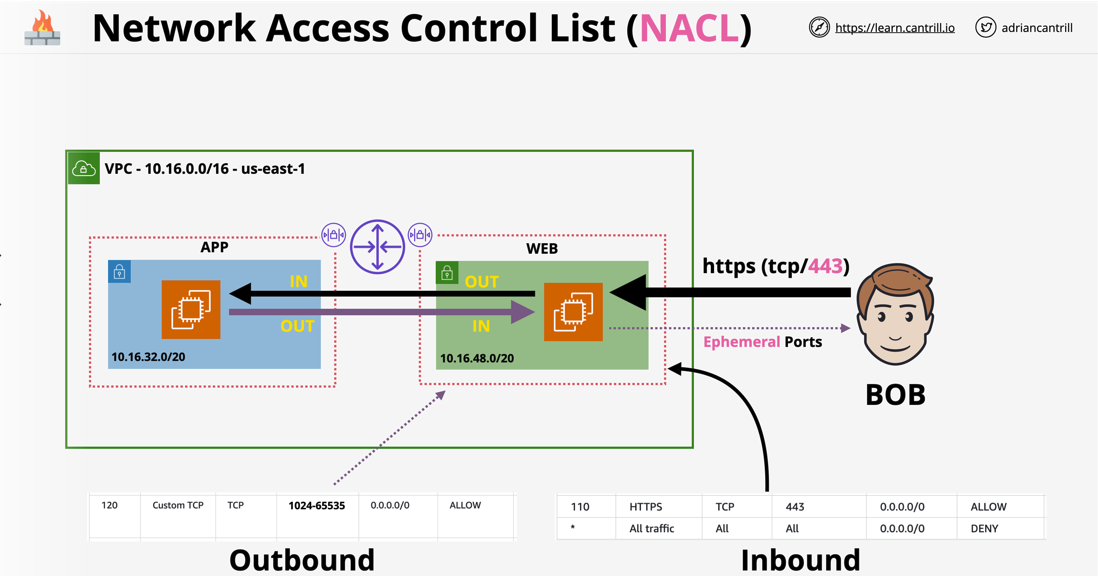 Network Access Control List (NACL)
https://learn.cantrill.io
adriancantrill
VPC - 10.16.0.0/16 - us-east-1
APP
WEB
IN
OUT
OUT
IN
10.16.32.0/20
10.16.48.0/20
https (tcp/443)
Ephemeral Ports
BOB
120 Custom TCP TCP 1024-65535 0.0.0.0/0 ALLOW
Outbound
110 HTTPS TCP 443 0.0.0.0/0 ALLOW
* All traffic All All 0.0.0.0/0 DENY
Inbound